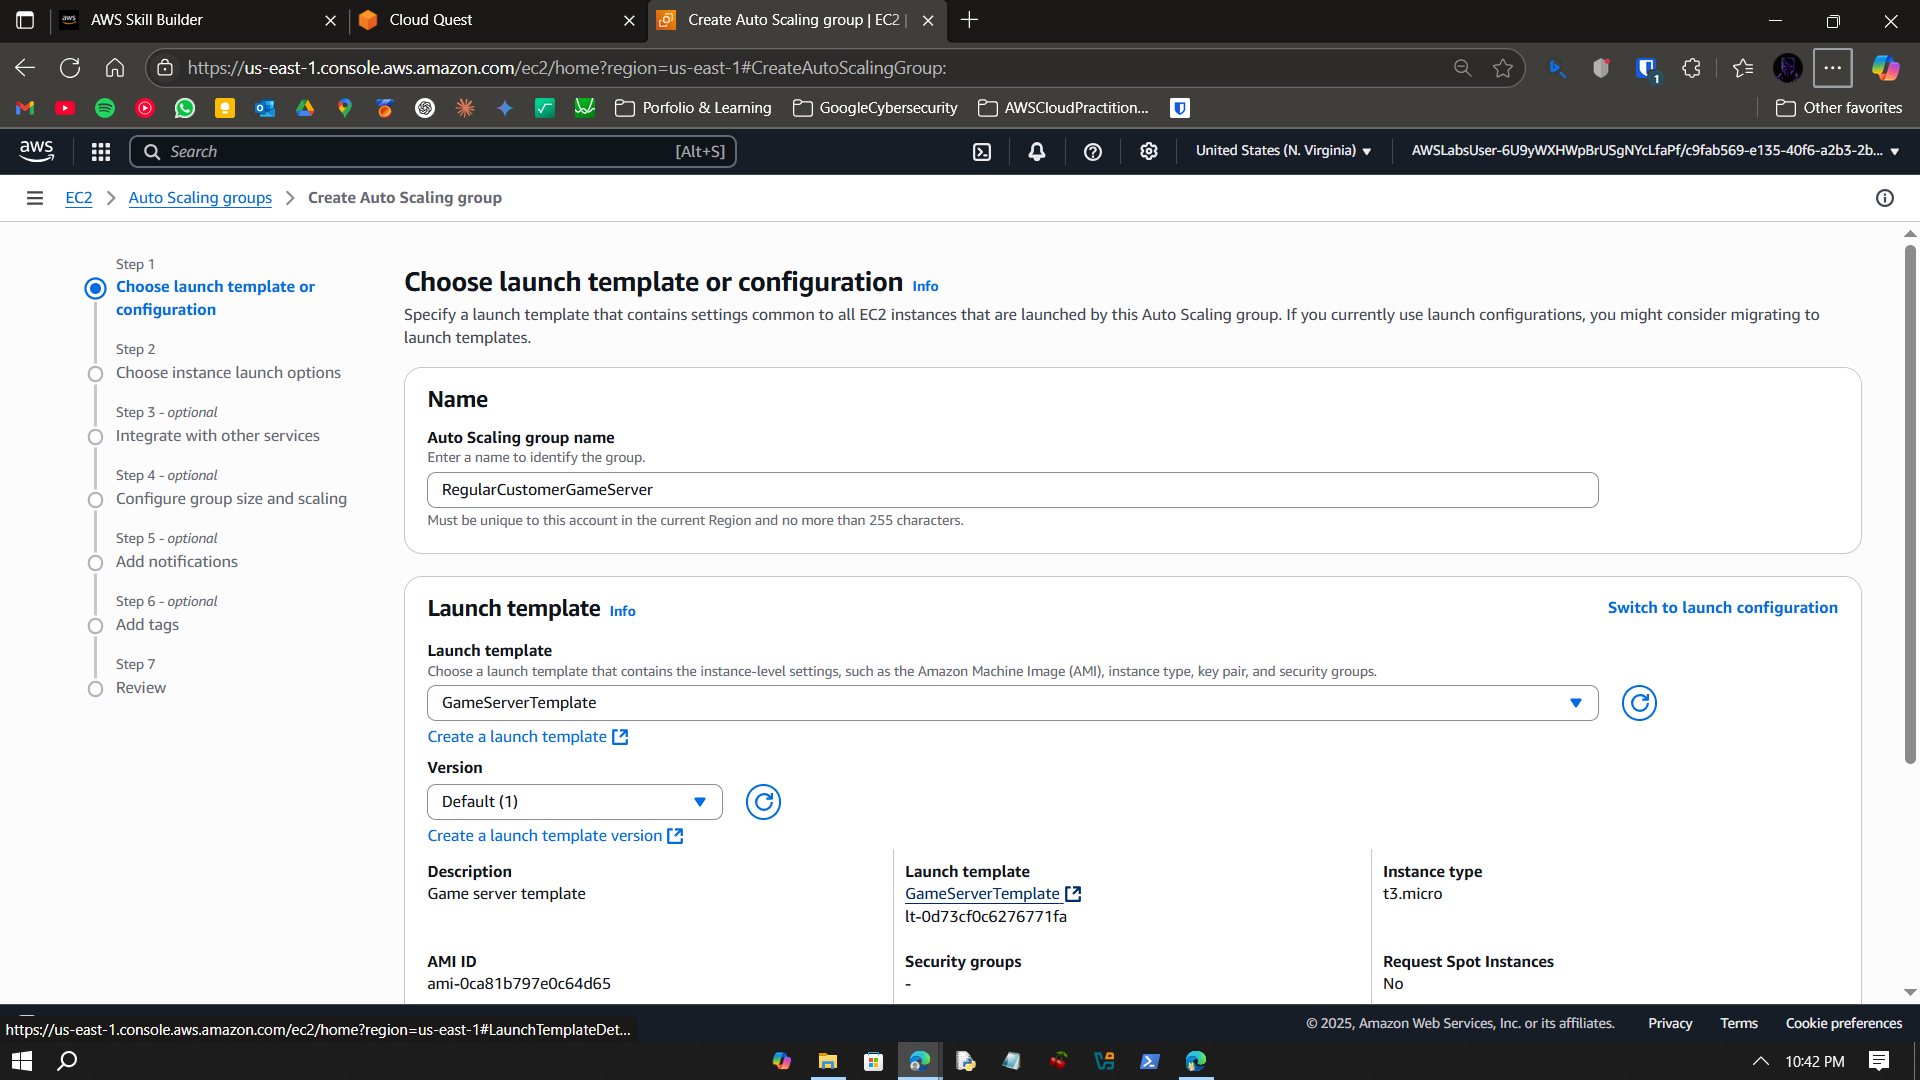 AWS Skill Builder
Cloud Quest
Create Auto Scaling group | EC2 |
https://us-east-1.console.aws.amazon.com/ec2/home?region=us-east-1#CreateAutoScalingGroup:
1
Porfolio & Learning
GoogleCybersecurity
AWSCloudPractition...
Other favorites
aws
Search
[Alt+S]
United States (N. Virginia)
AWSLabsUser-6U9yWXHWpBrUSgNYcLfaPf/c9fab569-e135-40f6-a2b3-2b...
EC2
Auto Scaling groups
Create Auto Scaling group
Step 1
Choose launch template or
configuration
Step 2
Choose instance launch options
Step 3 - optional
Integrate with other services
Step 4 - optional
Configure group size and scaling
Step 5 - optional
Add notifications
Step 6 - optional
Add tags
Step 7
Review
Choose launch template or configuration Info
Specify a launch template that contains settings common to all EC2 instances that are launched by this Auto Scaling group. If you currently use launch configurations, you might consider migrating to
launch templates.
Name
Auto Scaling group name
Enter a name to identify the group.
RegularCustomerGameServer
Must be unique to this account in the current Region and no more than 255 characters.
Launch template Info
Switch to launch configuration
Launch template
Choose a launch template that contains the instance-level settings, such as the Amazon Machine Image (AMI), instance type, key pair, and security groups.
GameServerTemplate
Create a launch template
Version
Default (1)
Create a launch template version
Description
Game server template
Launch template
GameServerTemplate
lt-0d73cf0c6276771fa
Instance type
t3.micro
AMI ID
ami-0ca81b797e0c64d65
Security groups
-
Request Spot Instances
No
https://us-east-1.console.aws.amazon.com/ec2/home?region=us-east-1#LaunchTemplateDet...
© 2025, Amazon Web Services, Inc. or its affiliates.
Privacy
Terms
Cookie preferences
10:42 PM